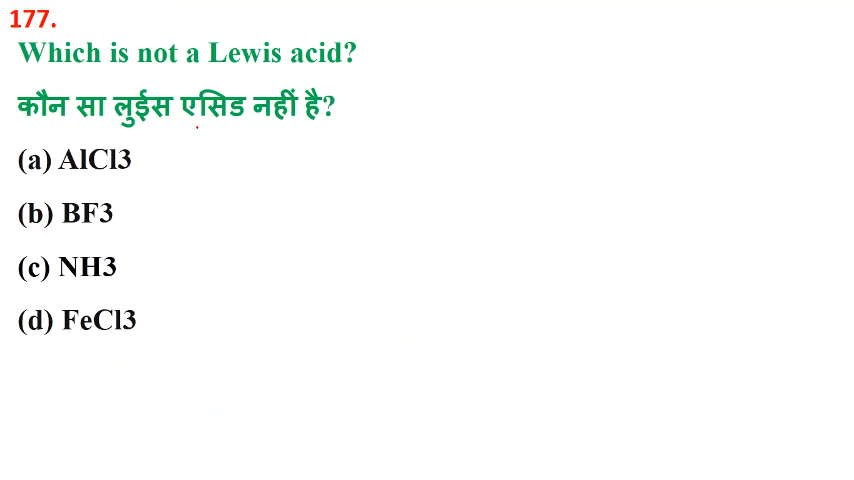 177.
Which is not a Lewis acid?
कौन सा लुईस एसिड नहीं है?
(a) AlCl3
(b) BF3
(c) NH3
(d) FeCl3